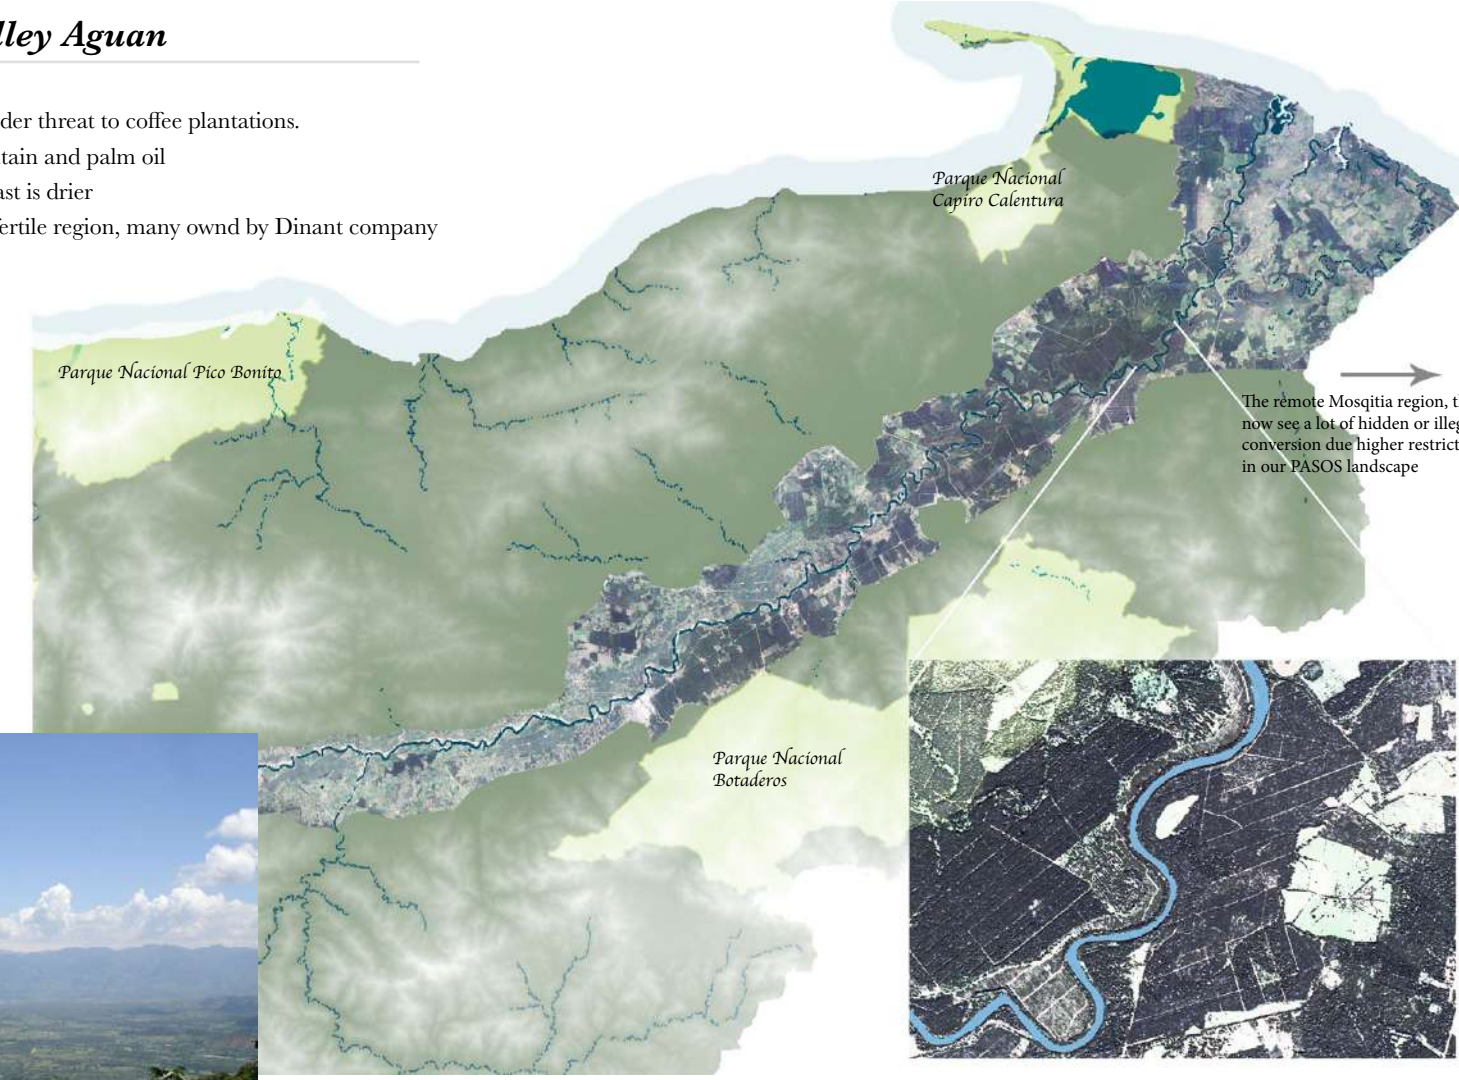 lley Aguan
der threat to coffee plantations.
tain and palm oil
ast is drier
fertile region, many ownd by Dinant company
Parque Nacional
Capiro Calentura
Parque Nacional Pico Bonito
The remote Mosqitia region, t
now see a lot of hidden or illeg
conversion due higher restrict
in our PASOS landscape
Parque Nacional
Botaderos